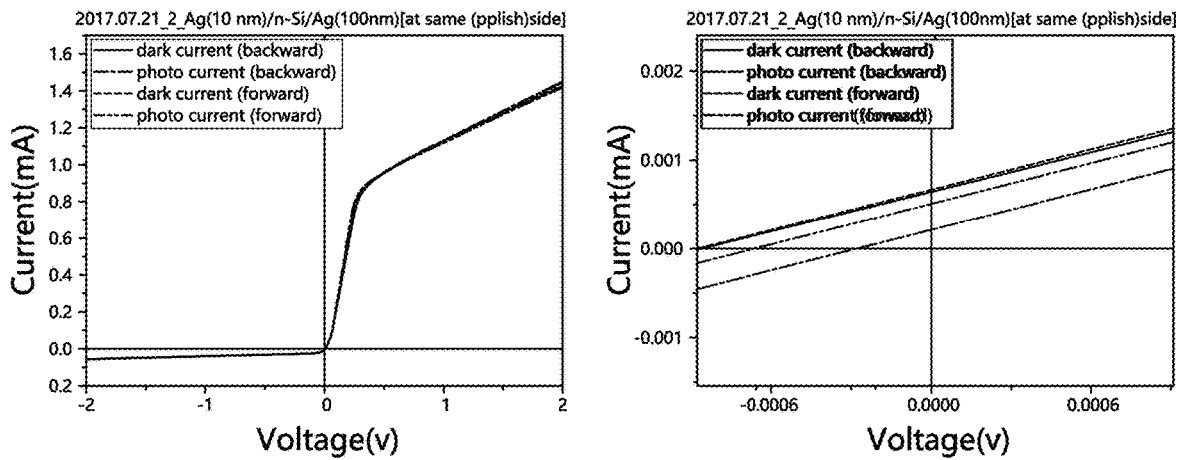 2017.07.21_2_Ag(10 nm)/n-Si/Ag(100nm)[at same (pplish)side]
dark current (backward)
photo current (backward)
dark current (forward)
photo current (forward)
Current(mA)
1.6
1.4
1.2
1.0
0.8
0.6
0.4
0.2
0.0
0.2
-2
-1
0
1
2
Voltage(v)
2017.07.21_2_Ag(10 nm)/n-Si/Ag(100nm)[at same (pplish)side]
dark current (backward)
photo current (backward)
dark current (forward)
photo current
Current(mA)
0.002
0.001
0.000
-0.001
-0.0006
0.0000
0.0006
Voltage(v)